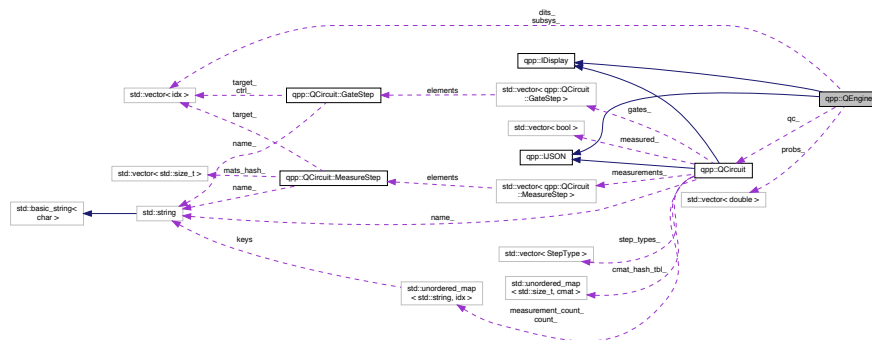 dits_
subsys_
qpp::IDisplay
target_
ctrl_
elements
std::vector< idx >
qpp::QCircuit::GateStep
std::vector< qpp::QCircuit
::GateStep >
qpp::QEngine
gates_
qc_
target_
std::vector< bool >
measured_
probs_
name_
qpp::IJSON
mats_hash_
std::vector< std::size_t >
qpp::QCircuit::MeasureStep
elements
measurements_
qpp::QCircuit
name_
std::vector< qpp::QCircuit
::MeasureStep >
std::vector< double >
std::basic_string<
char >
std::string
name_
keys
step_types_
std::vector< StepType >
cmat_hash_tbl_
std::unordered_map
< std::string, idx >
std::unordered_map
< std::size_t, cmat >
measurement_count_
count_